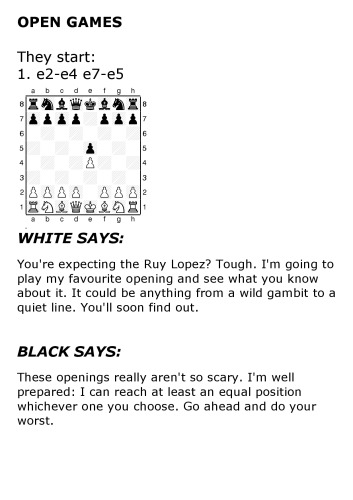 OPEN GAMES
They start:
1. e2-e4 e7-e5
a b c d e f g h
8 8
7 7
6 6
5 5
4 4
3 3
2 2
1 1
a b c d e f g h
WHITE SAYS:
You're expecting the Ruy Lopez? Tough. I'm going to
play my favourite opening and see what you know
about it. It could be anything from a wild gambit to a
quiet line. You'll soon find out.
BLACK SAYS:
These openings really aren't so scary. I'm well
prepared: I can reach at least an equal position
whichever one you choose. Go ahead and do your
worst.